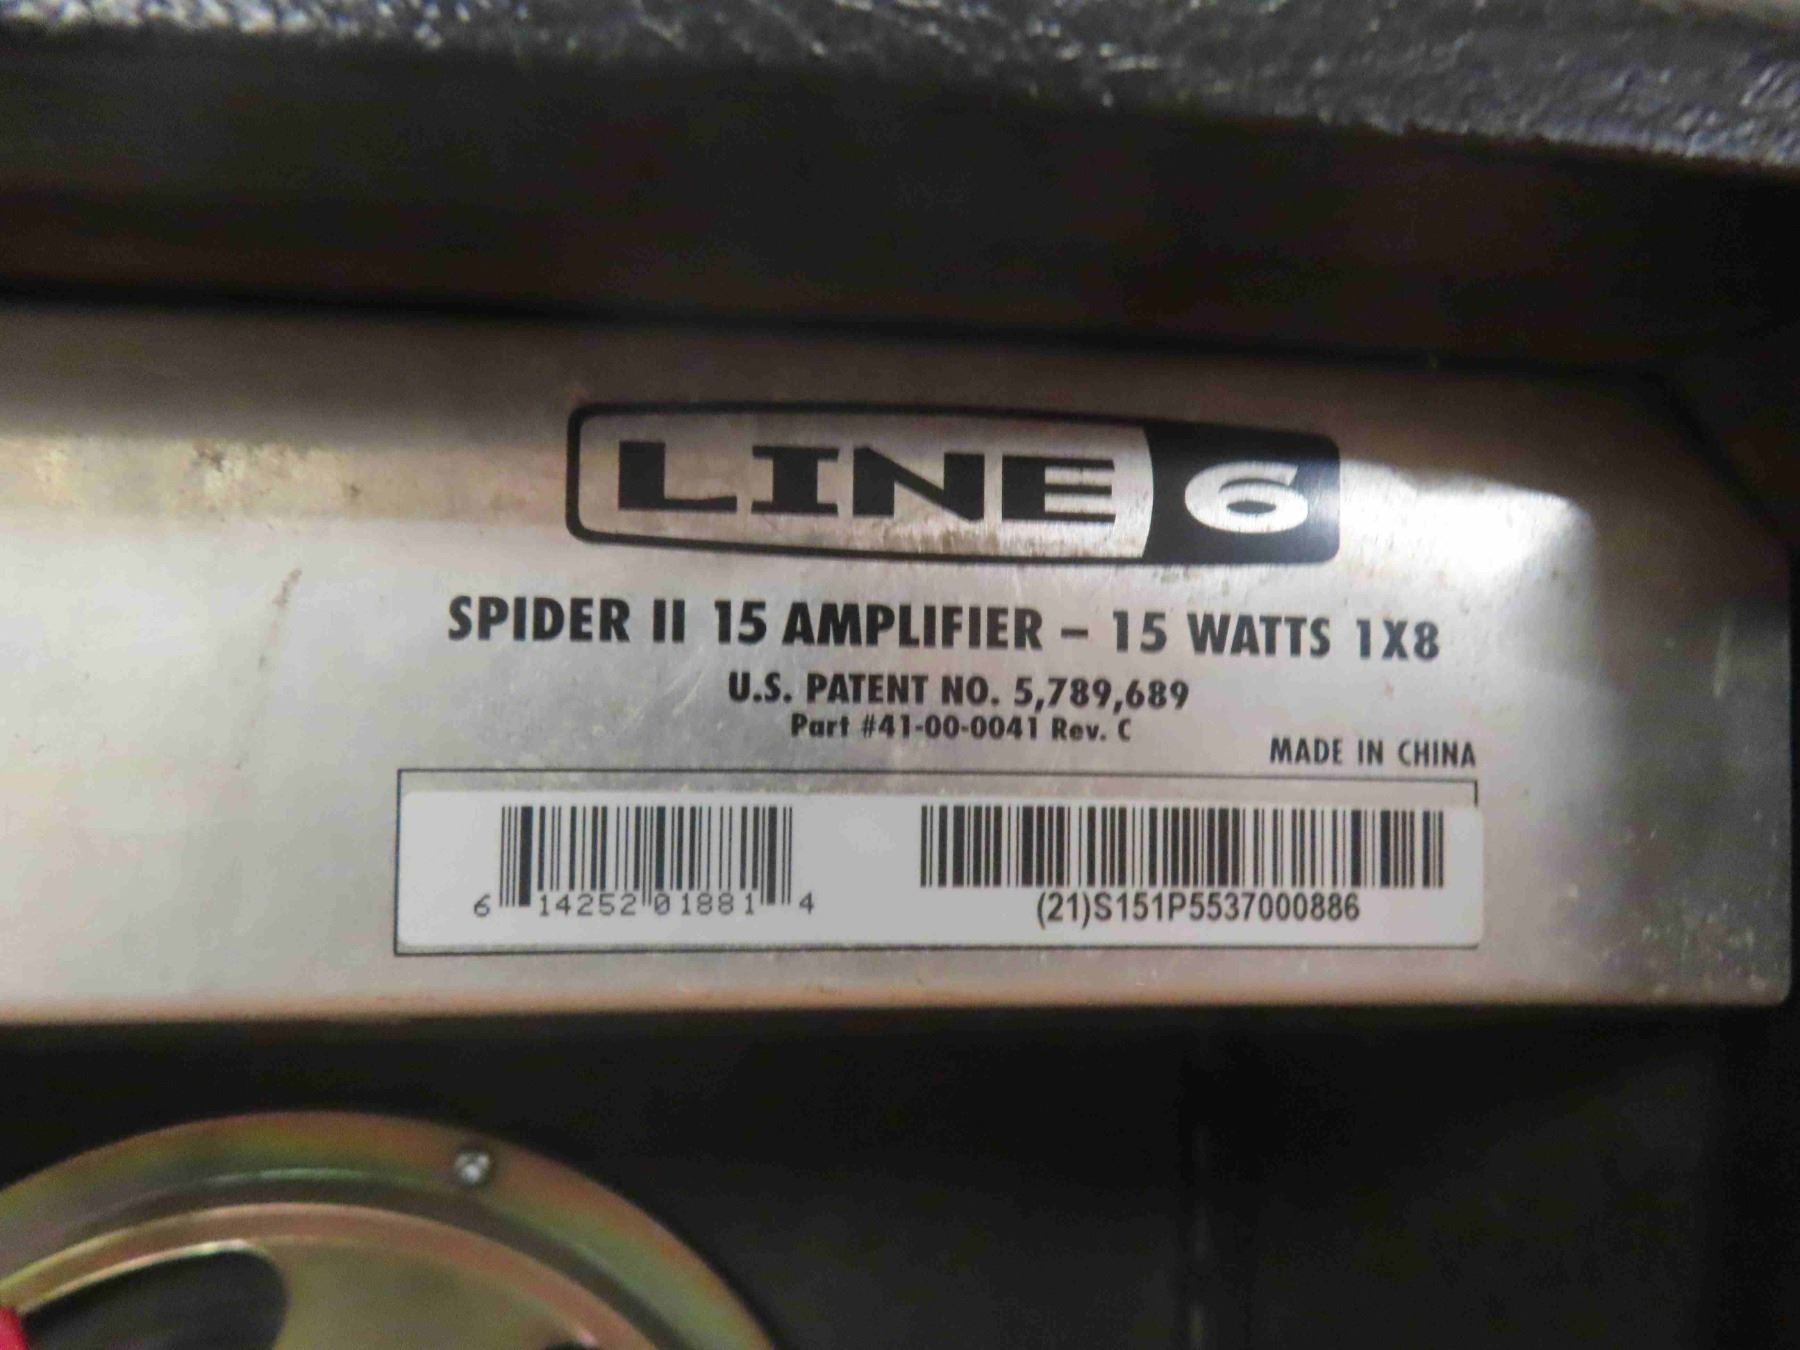 LINE 6
SPIDER II 15 AMPLIFIER – 15 WATTS 1X8
U.S. PATENT NO. 5,789,689
Part #41-00-0041 Rev. C
MADE IN CHINA
6 14252 01881 4
(21)S151P5537000886